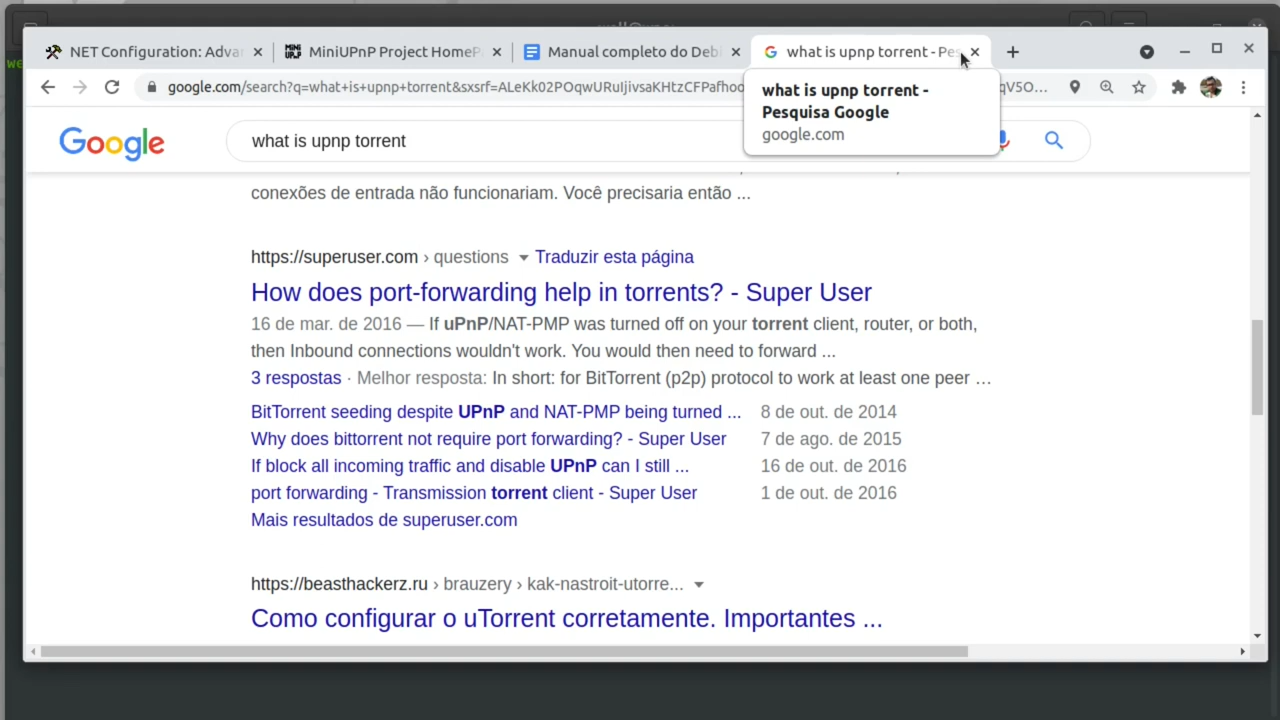 NET Configuration: Adva
MiniUPnP Project HomeP
Manual completo do Deb
what is upnp torrent - Pes
google.com/search?q=what+is+upnp+torrent&sxsrf=ALeKk02POqwURuIjivsaKHtzCFPafhoo
qV5O...
what is upnp torrent -
Pesquisa Google
google.com
Google
what is upnp torrent
conexões de entrada não funcionariam. Você precisaria então ...
https://superuser.com › questions Traduzir esta página
How does port-forwarding help in torrents? - Super User
16 de mar. de 2016 — If uPnP/NAT-PMP was turned off on your torrent client, router, or both,
then Inbound connections wouldn't work. You would then need to forward ...
3 respostas · Melhor resposta: In short: for BitTorrent (p2p) protocol to work at least one peer …
BitTorrent seeding despite UPnP and NAT-PMP being turned ... 8 de out. de 2014
Why does bittorrent not require port forwarding? - Super User 7 de ago. de 2015
If block all incoming traffic and disable UPnP can I still ... 16 de out. de 2016
port forwarding - Transmission torrent client - Super User 1 de out. de 2016
Mais resultados de superuser.com
https://beasthackerz.ru › brauzery › kak-nastroit-utorre...
Como configurar o uTorrent corretamente. Importantes ...